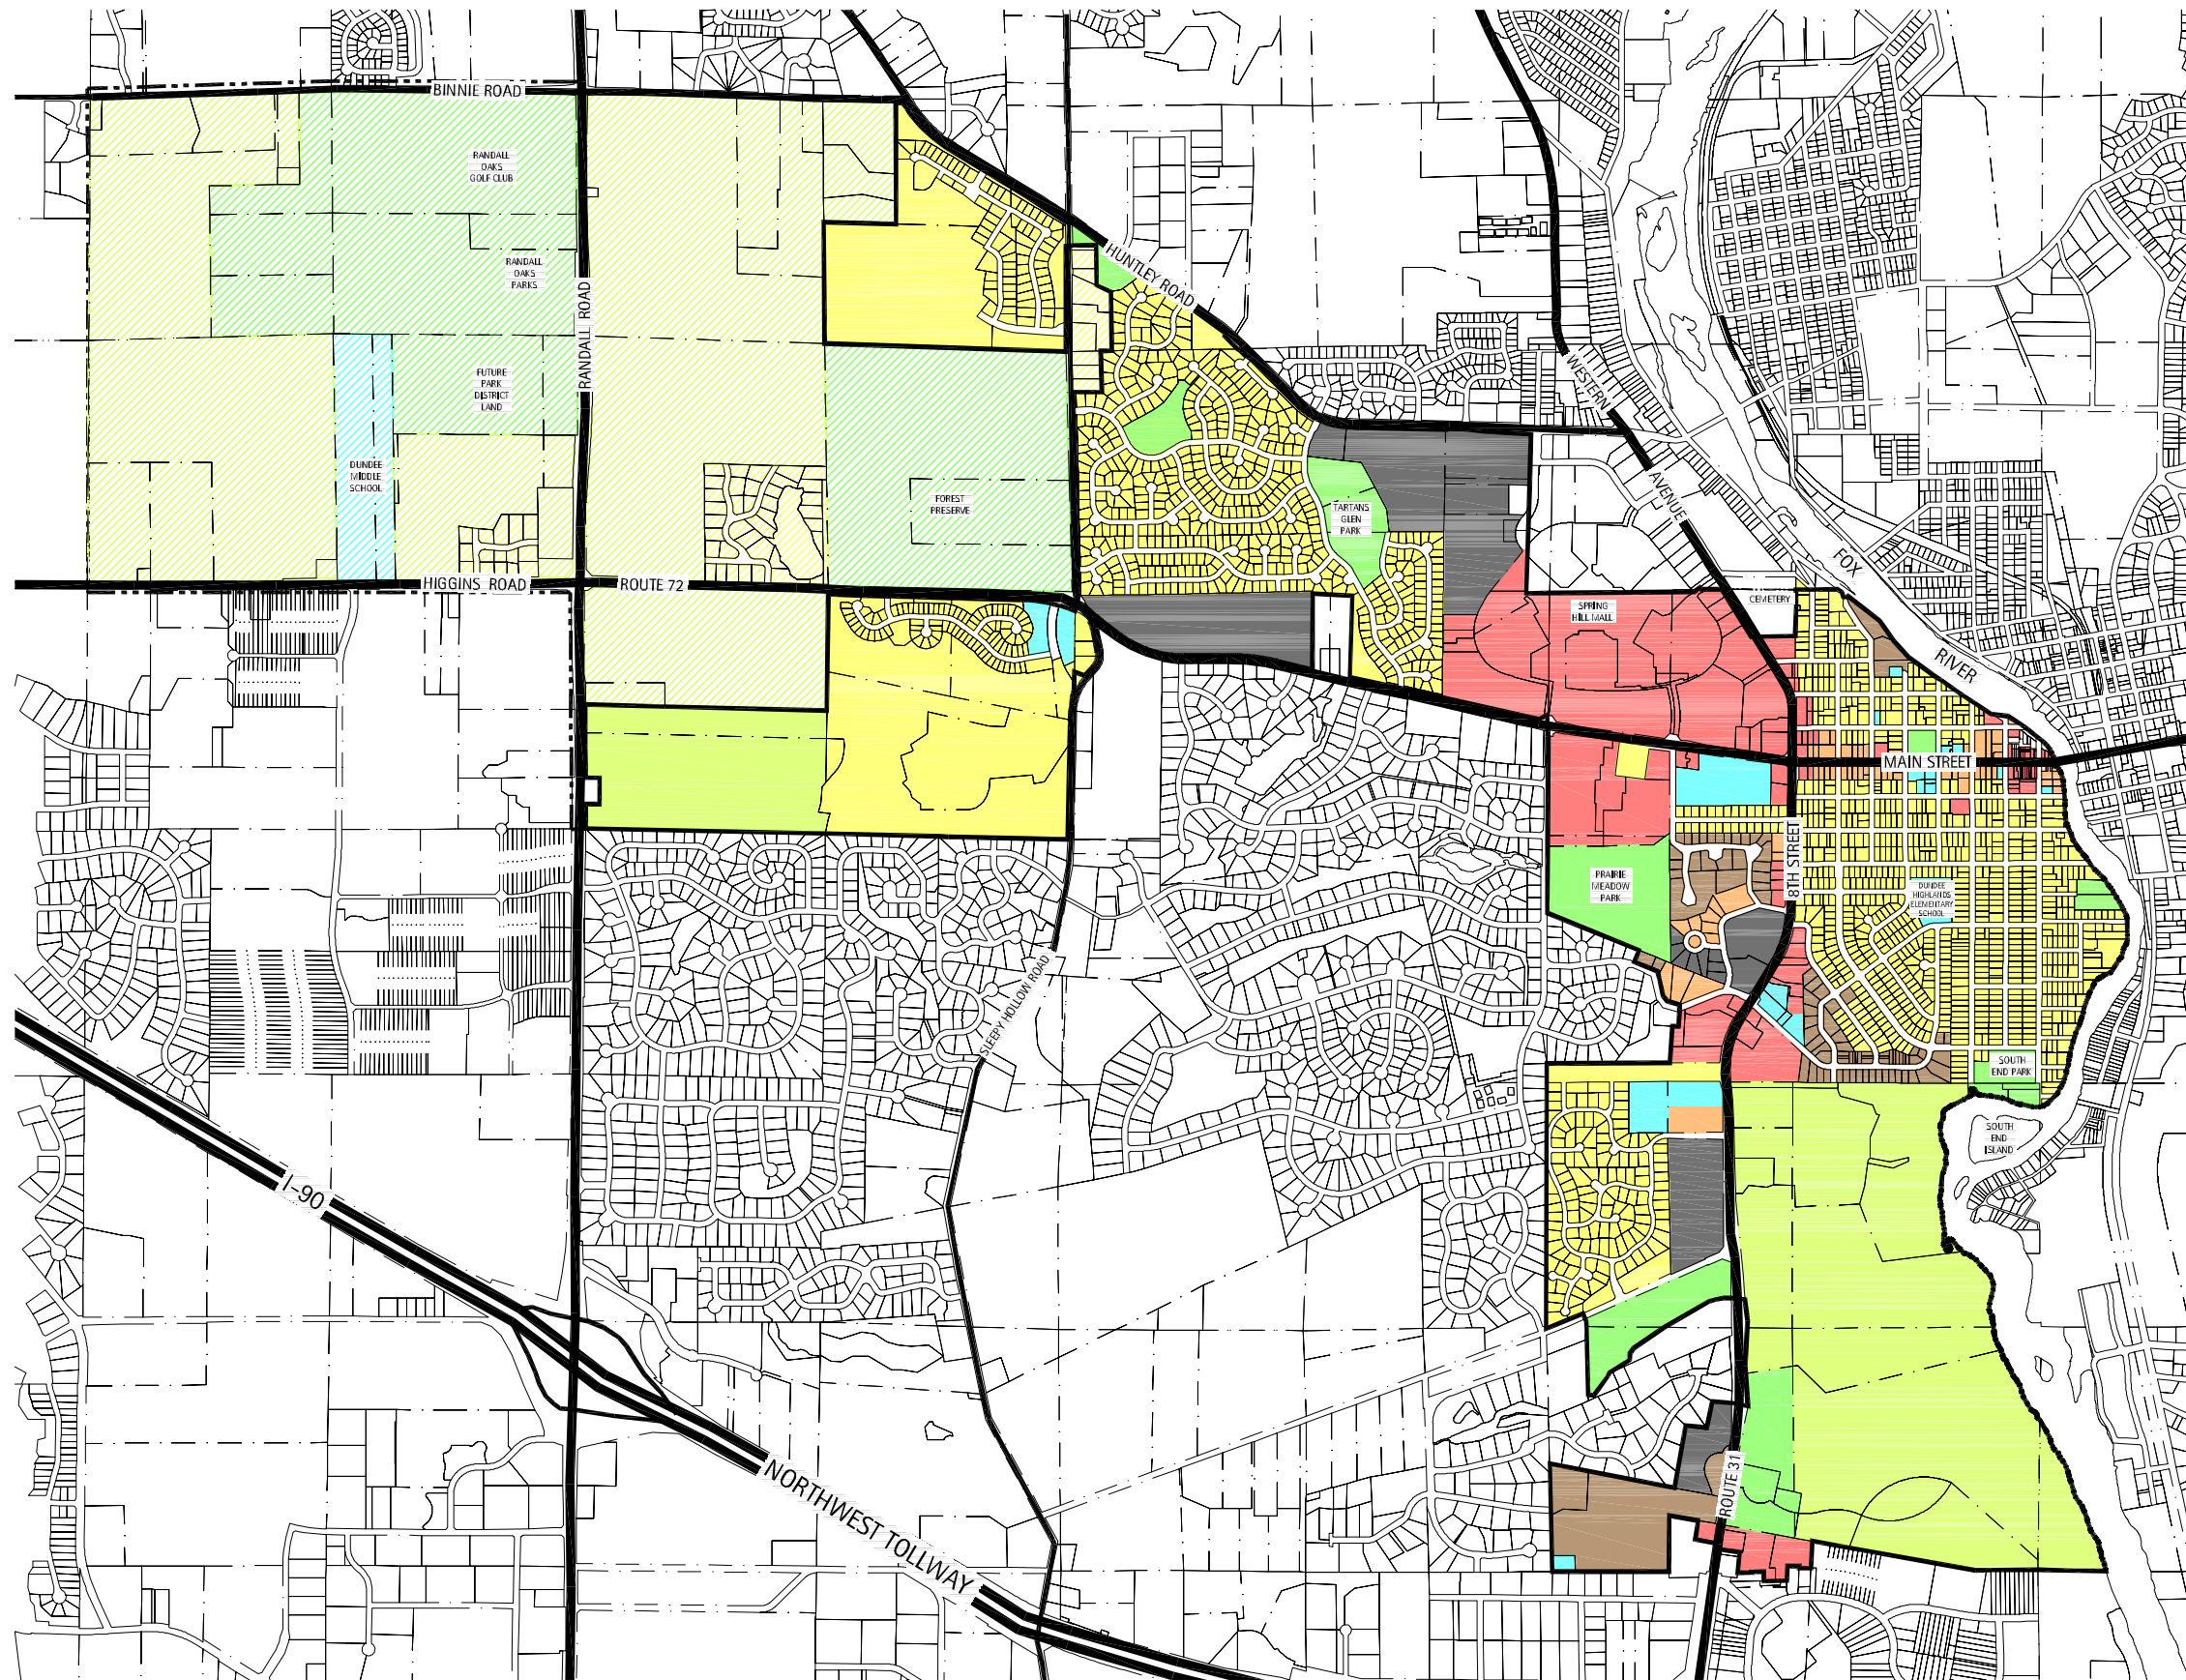 BINNIE ROAD
RANDALL
OAKS
GOLF CLUB
RANDALL
OAKS
PARKS
RANDALL ROAD
HUNTLEY ROAD
FUTURE
PARK
DISTRICT
LAND
WESTERN
AVENUE
DUNDEE
MIDDLE
SCHOOL
FOREST
PRESERVE
TARTANS
GLEN
PARK
FOX
RIVER
HIGGINS ROAD
ROUTE 72
SPRING
HILL MALL
CEMETERY
MAIN STREET
8TH STREET
PRAIRIE
MEADOW
PARK
DUNDEE
HIGHLANDS
ELEMENTARY
SCHOOL
SLEEPY HOLLOW ROAD
SOUTH
END PARK
SOUTH
END
ISLAND
I-90
NORTHWEST TOLLWAY
ROUTE 31